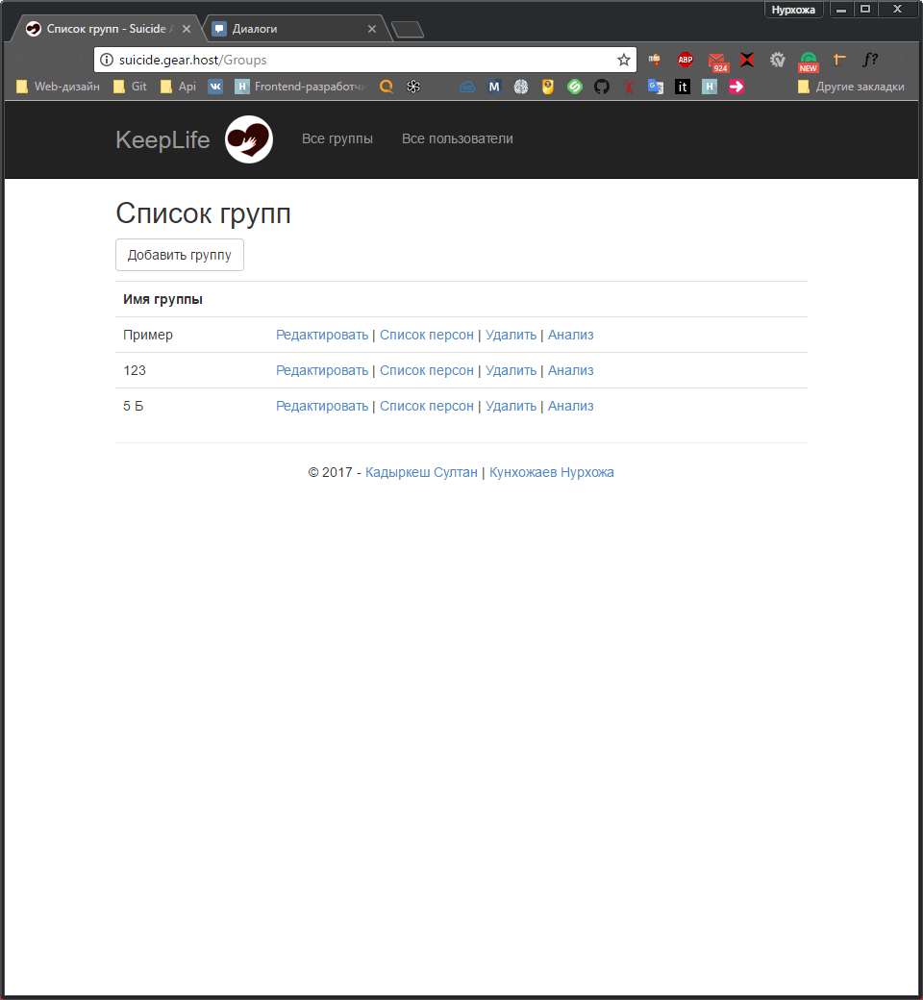 Нурхожа
Список групп - Suicide A
Диалоги
suicide.gear.host/Groups
ABP
924
NEW
f?
Web-дизайн
Git
Api
Frontend-разработчи
M
it
H
Другие закладки
KeepLife
Все группы
Все пользователи
Список групп
Добавить группу
Имя группы
Пример Редактировать | Список персон | Удалить | Анализ
123 Редактировать | Список персон | Удалить | Анализ
5 Б Редактировать | Список персон | Удалить | Анализ
© 2017 - Кадыркеш Султан | Кунхожаев Нурхожа